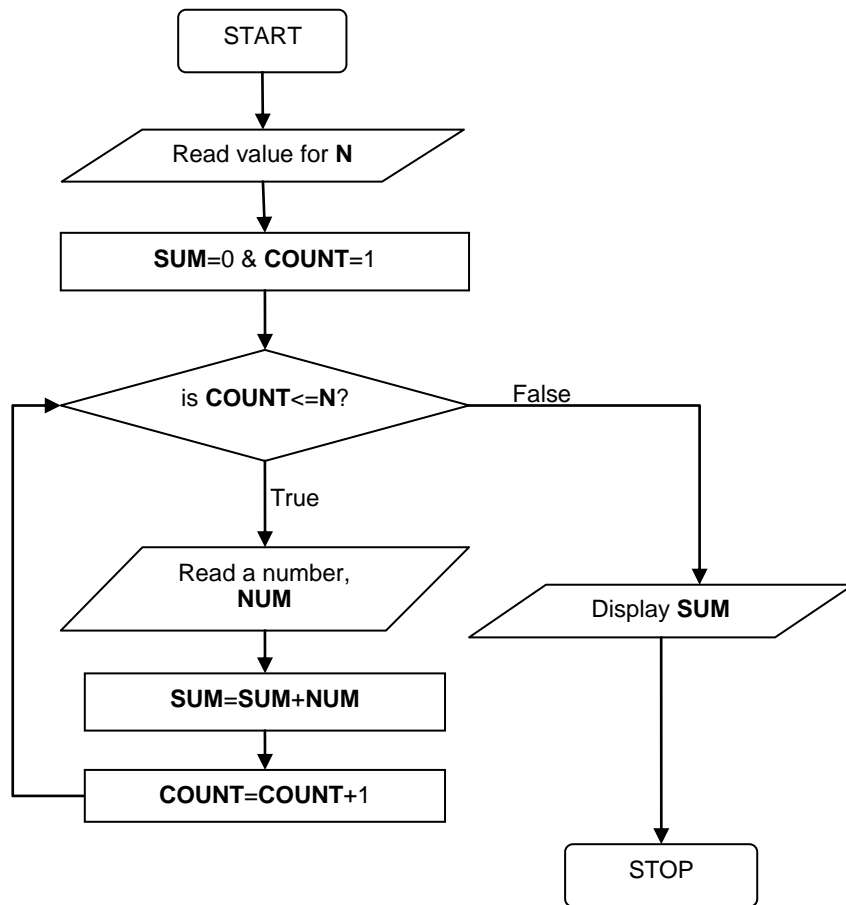 START
Read value for N
SUM=0 & COUNT=1
is COUNT<=N?
False
True
Read a number,
NUM
Display SUM
SUM=SUM+NUM
COUNT=COUNT+1
STOP